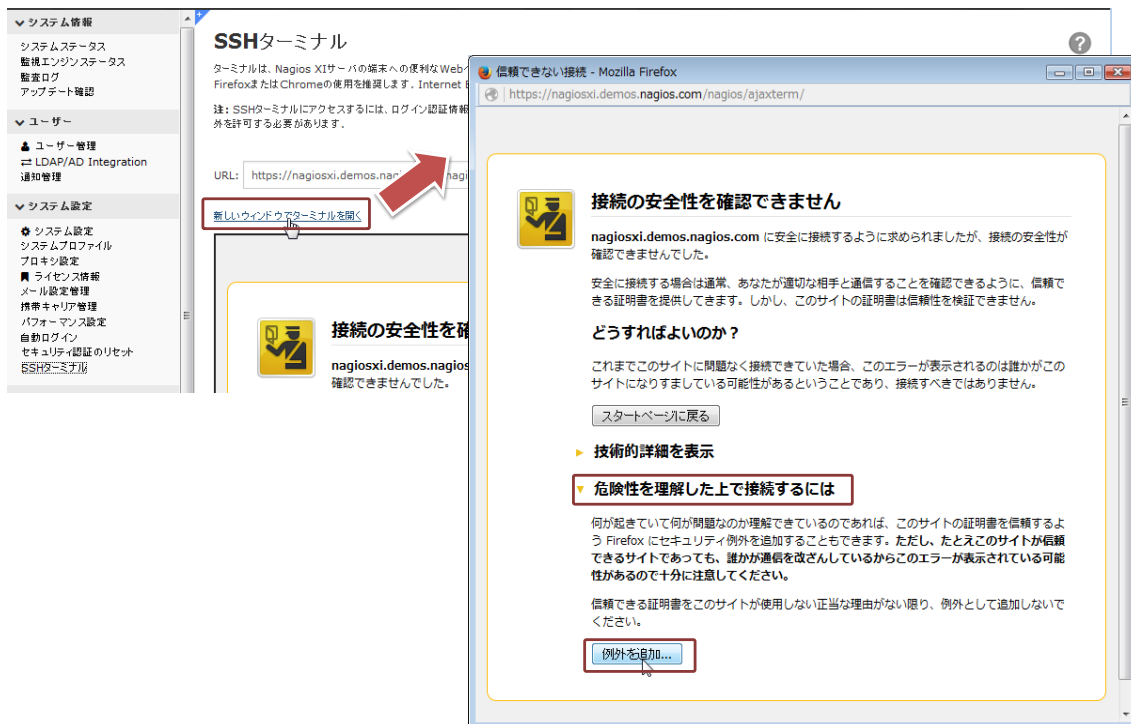 システム情報
システムステータス
監視エンジンステータス
監査ログ
アップデート確認
ユーザー
ユーザー管理
LDAP/AD Integration
通知管理
システム設定
システム設定
システムプロファイル
プロキシ設定
ライセンス情報
メール設定管理
携帯キャリア管理
パフォーマンス設定
自動ログイン
セキュリティ認証のリセット
SSHターミナル
SSHターミナル
ターミナルは、Nagios XIサーバの端末への便利なWeb
FirefoxまたはChromeの使用を推奨します. Internet
注: SSHターミナルにアクセスするには、ログイン認証情報
外を許可する必要があります.
URL: https://nagiosxi.demos.nag
新しいウィンドウでターミナルを開く
接続の安全性を確
nagiosxi.demos.nagios
確認できませんでした。
信頼できない接続 - Mozilla Firefox
https://nagiosxi.demos.nagios.com/nagios/ajaxterm/
接続の安全性を確認できません
nagiosxi.demos.nagios.com に安全に接続するように求められましたが、接続の安全性が
確認できませんでした。
安全に接続する場合は通常、あなたが適切な相手と通信することを確認できるように、信頼で
きる証明書を提供してきます。しかし、このサイトの証明書は信頼性を検証できません。
どうすればよいのか？
これまでこのサイトに問題なく接続できていた場合、このエラーが表示されるのは誰かがこの
サイトになりすましている可能性があるということであり、接続すべきではありません。
スタートページに戻る
技術的詳細を表示
危険性を理解した上で接続するには
何が起きていて何が問題なのか理解できているのであれば、このサイトの証明書を信頼するよ
う Firefox にセキュリティ例外を追加することもできます。ただし、たとえこのサイトが信頼
できるサイトであっても、誰かが通信を改ざんしているからこのエラーが表示されている可能
性があるので十分に注意してください。
信頼できる証明書をこのサイトが使用しない正当な理由がない限り、例外として追加しないで
ください。
例外を追加...